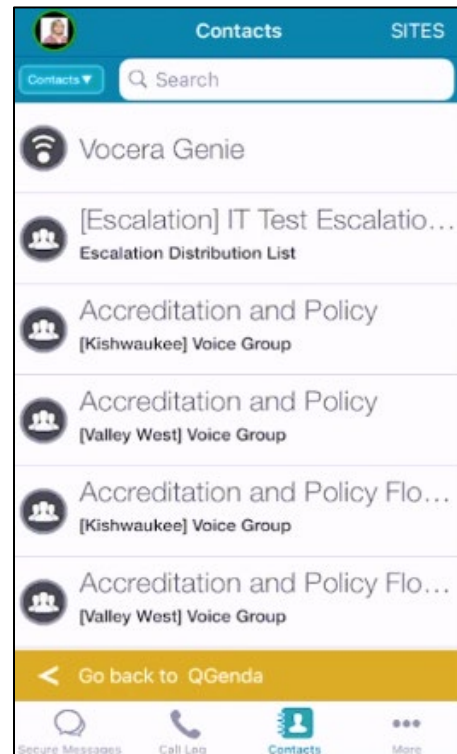 Contacts SITES
Contacts▼ Search
Vocera Genie
[Escalation] IT Test Escalatio...
Escalation Distribution List
Accreditation and Policy
[Kishwaukee] Voice Group
Accreditation and Policy
[Valley West] Voice Group
Accreditation and Policy Flo...
[Kishwaukee] Voice Group
Accreditation and Policy Flo...
[Valley West] Voice Group
< Go back to QGenda
Secure Messages Call Log Contacts More